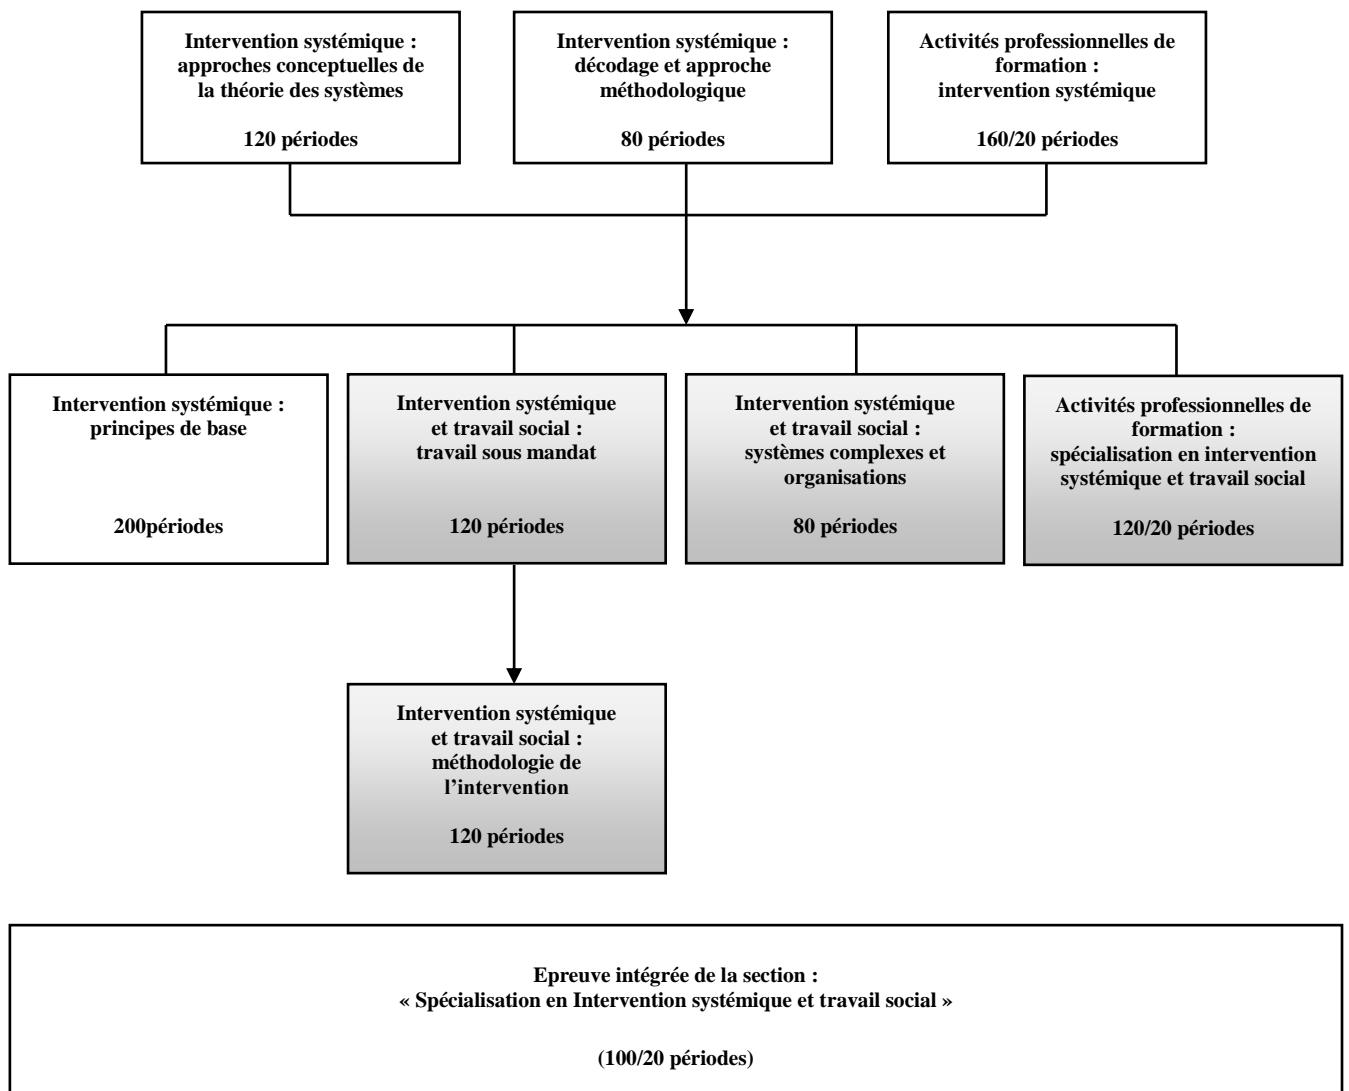 Intervention systémique :
approches conceptuelles de
la théorie des systèmes
120 périodes
Intervention systémique :
décodage et approche
méthodologique
80 périodes
Activités professionnelles de
formation :
intervention systémique
160/20 périodes
Intervention systémique :
principes de base
200périodes
Intervention systémique
et travail social :
travail sous mandat
120 périodes
Intervention systémique
et travail social :
systèmes complexes et
organisations
80 périodes
Activités professionnelles de
formation :
spécialisation en intervention
systémique et travail social
120/20 périodes
Intervention systémique
et travail social :
méthodologie de
l’intervention
120 périodes
Epreuve intégrée de la section :
« Spécialisation en Intervention systémique et travail social »
(100/20 périodes)